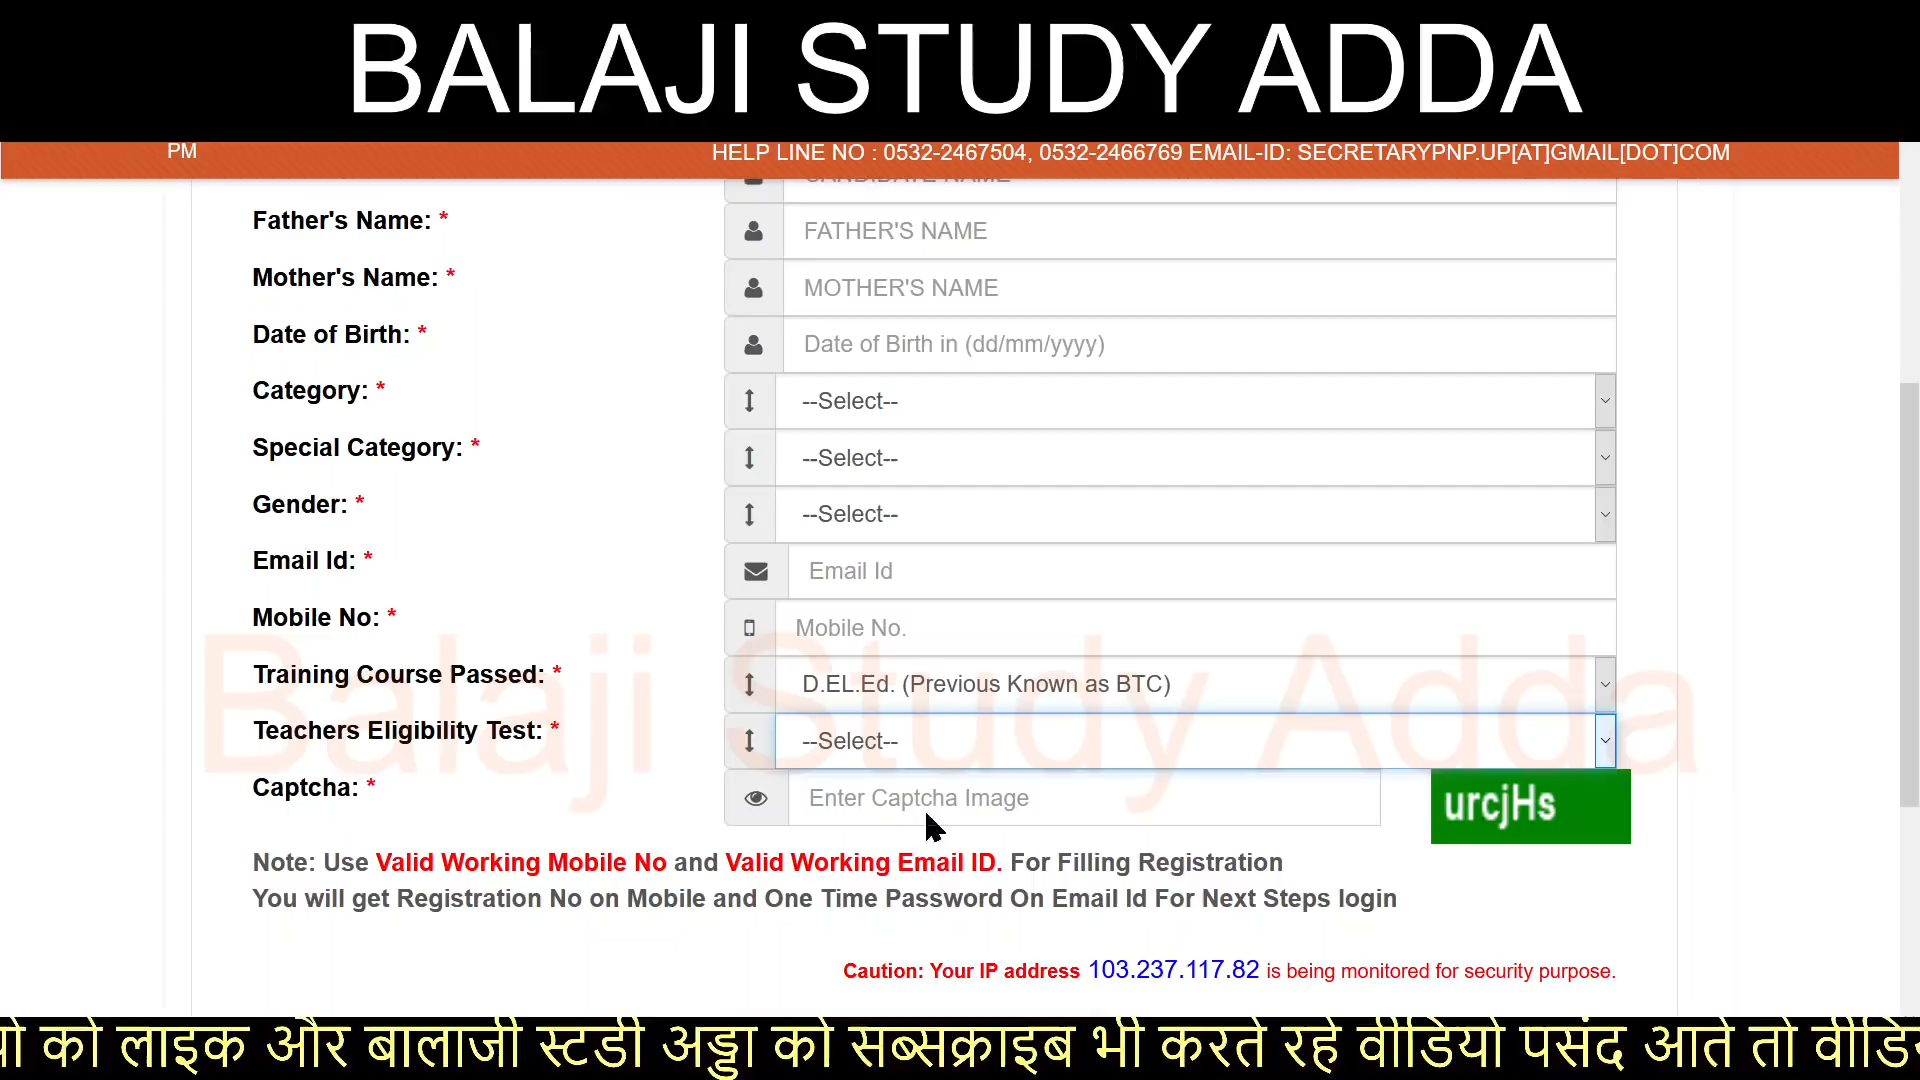 BALAJI STUDY ADDA
PM
HELP LINE NO : 0532-2467504, 0532-2466769 EMAIL-ID: SECRETARYPNP.UP[AT]GMAIL[DOT]COM
CANDIDATE NAME
Father's Name: *
FATHER'S NAME
Mother's Name: *
MOTHER'S NAME
Date of Birth: *
Date of Birth in (dd/mm/yyyy)
Category: *
--Select--
Special Category: *
--Select--
Gender: *
--Select--
Email Id: *
Email Id
Mobile No: *
Mobile No.
Balaji Study Adda
Training Course Passed: *
D.EL.Ed. (Previous Known as BTC)
Teachers Eligibility Test: *
--Select--
Captcha: *
Enter Captcha Image
urcjHs
Note: Use Valid Working Mobile No and Valid Working Email ID. For Filling Registration
You will get Registration No on Mobile and One Time Password On Email Id For Next Steps login
Caution: Your IP address 103.237.117.82 is being monitored for security purpose.
को लाइक और बालाजी स्टडी अड्डा को सब्सक्राइब भी करते रहे वीडियो पसंद आते तो